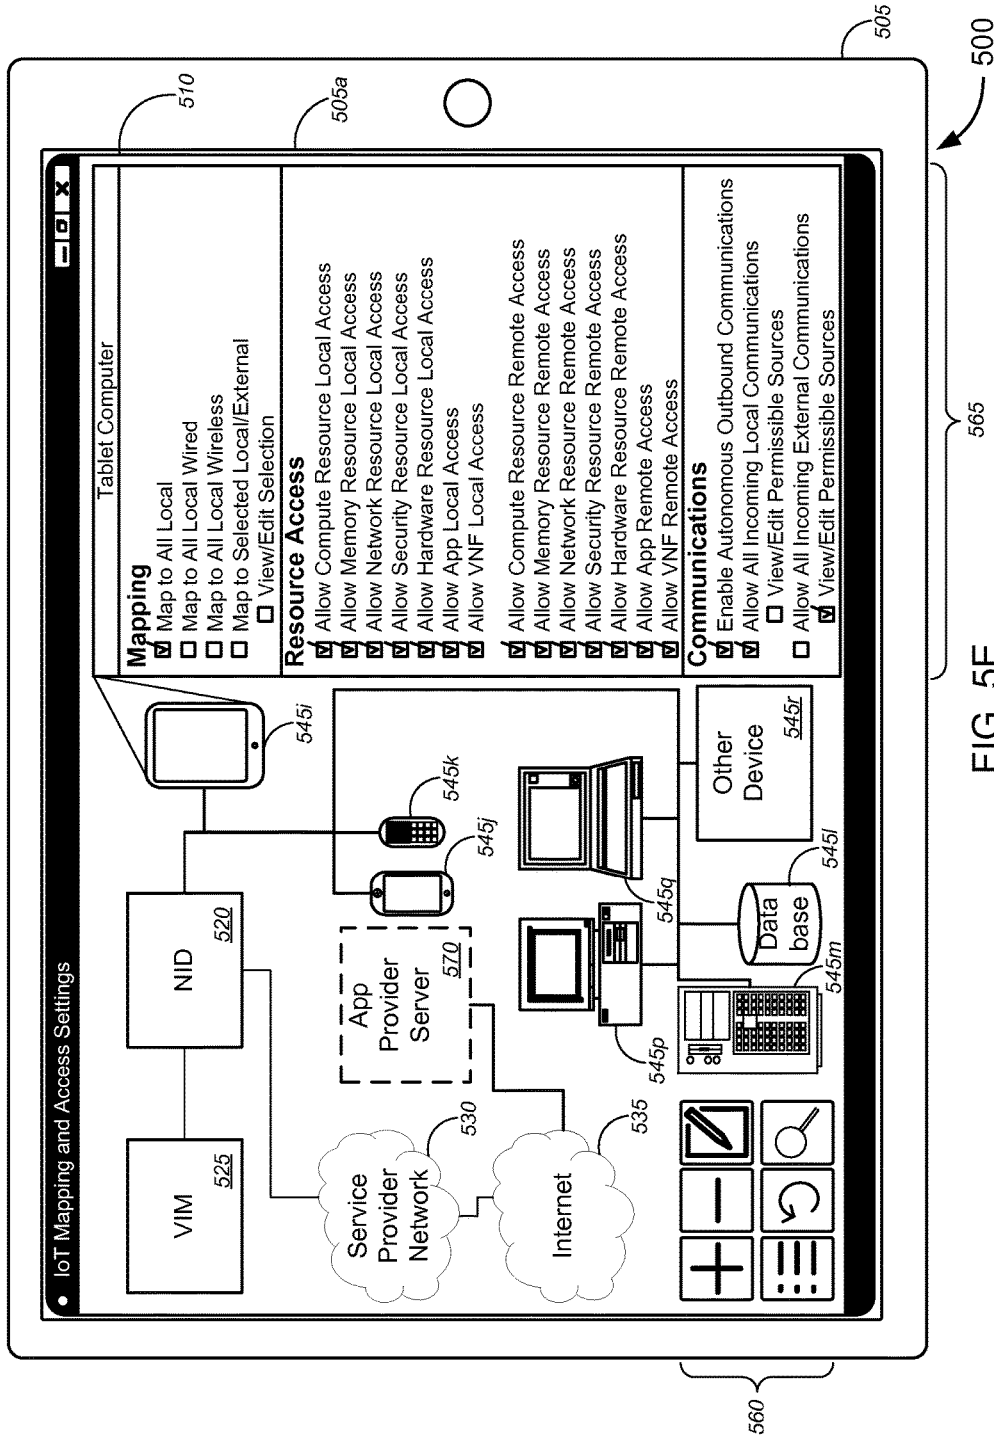 IoT Mapping and Access Settings
VIM
525
NID
520
Service
Provider
Network
530
Internet
535
App
Provider
Server
570
545i
545k
545j
545q
545p
Data
base
545l
545m
Other
Device
545r
Tablet Computer
Mapping
Map to All Local
Map to All Local Wired
Map to All Local Wireless
Map to Selected Local/External
View/Edit Selection
Resource Access
Allow Compute Resource Local Access
Allow Memory Resource Local Access
Allow Network Resource Local Access
Allow Security Resource Local Access
Allow Hardware Resource Local Access
Allow App Local Access
Allow VNF Local Access
Allow Compute Resource Remote Access
Allow Memory Resource Remote Access
Allow Network Resource Remote Access
Allow Security Resource Remote Access
Allow Hardware Resource Remote Access
Allow App Remote Access
Allow VNF Remote Access
Communications
Enable Autonomous Outbound Communications
Allow All Incoming Local Communications
View/Edit Permissible Sources
Allow All Incoming External Communications
View/Edit Permissible Sources
510
505a
505
500
560
565
FIG.